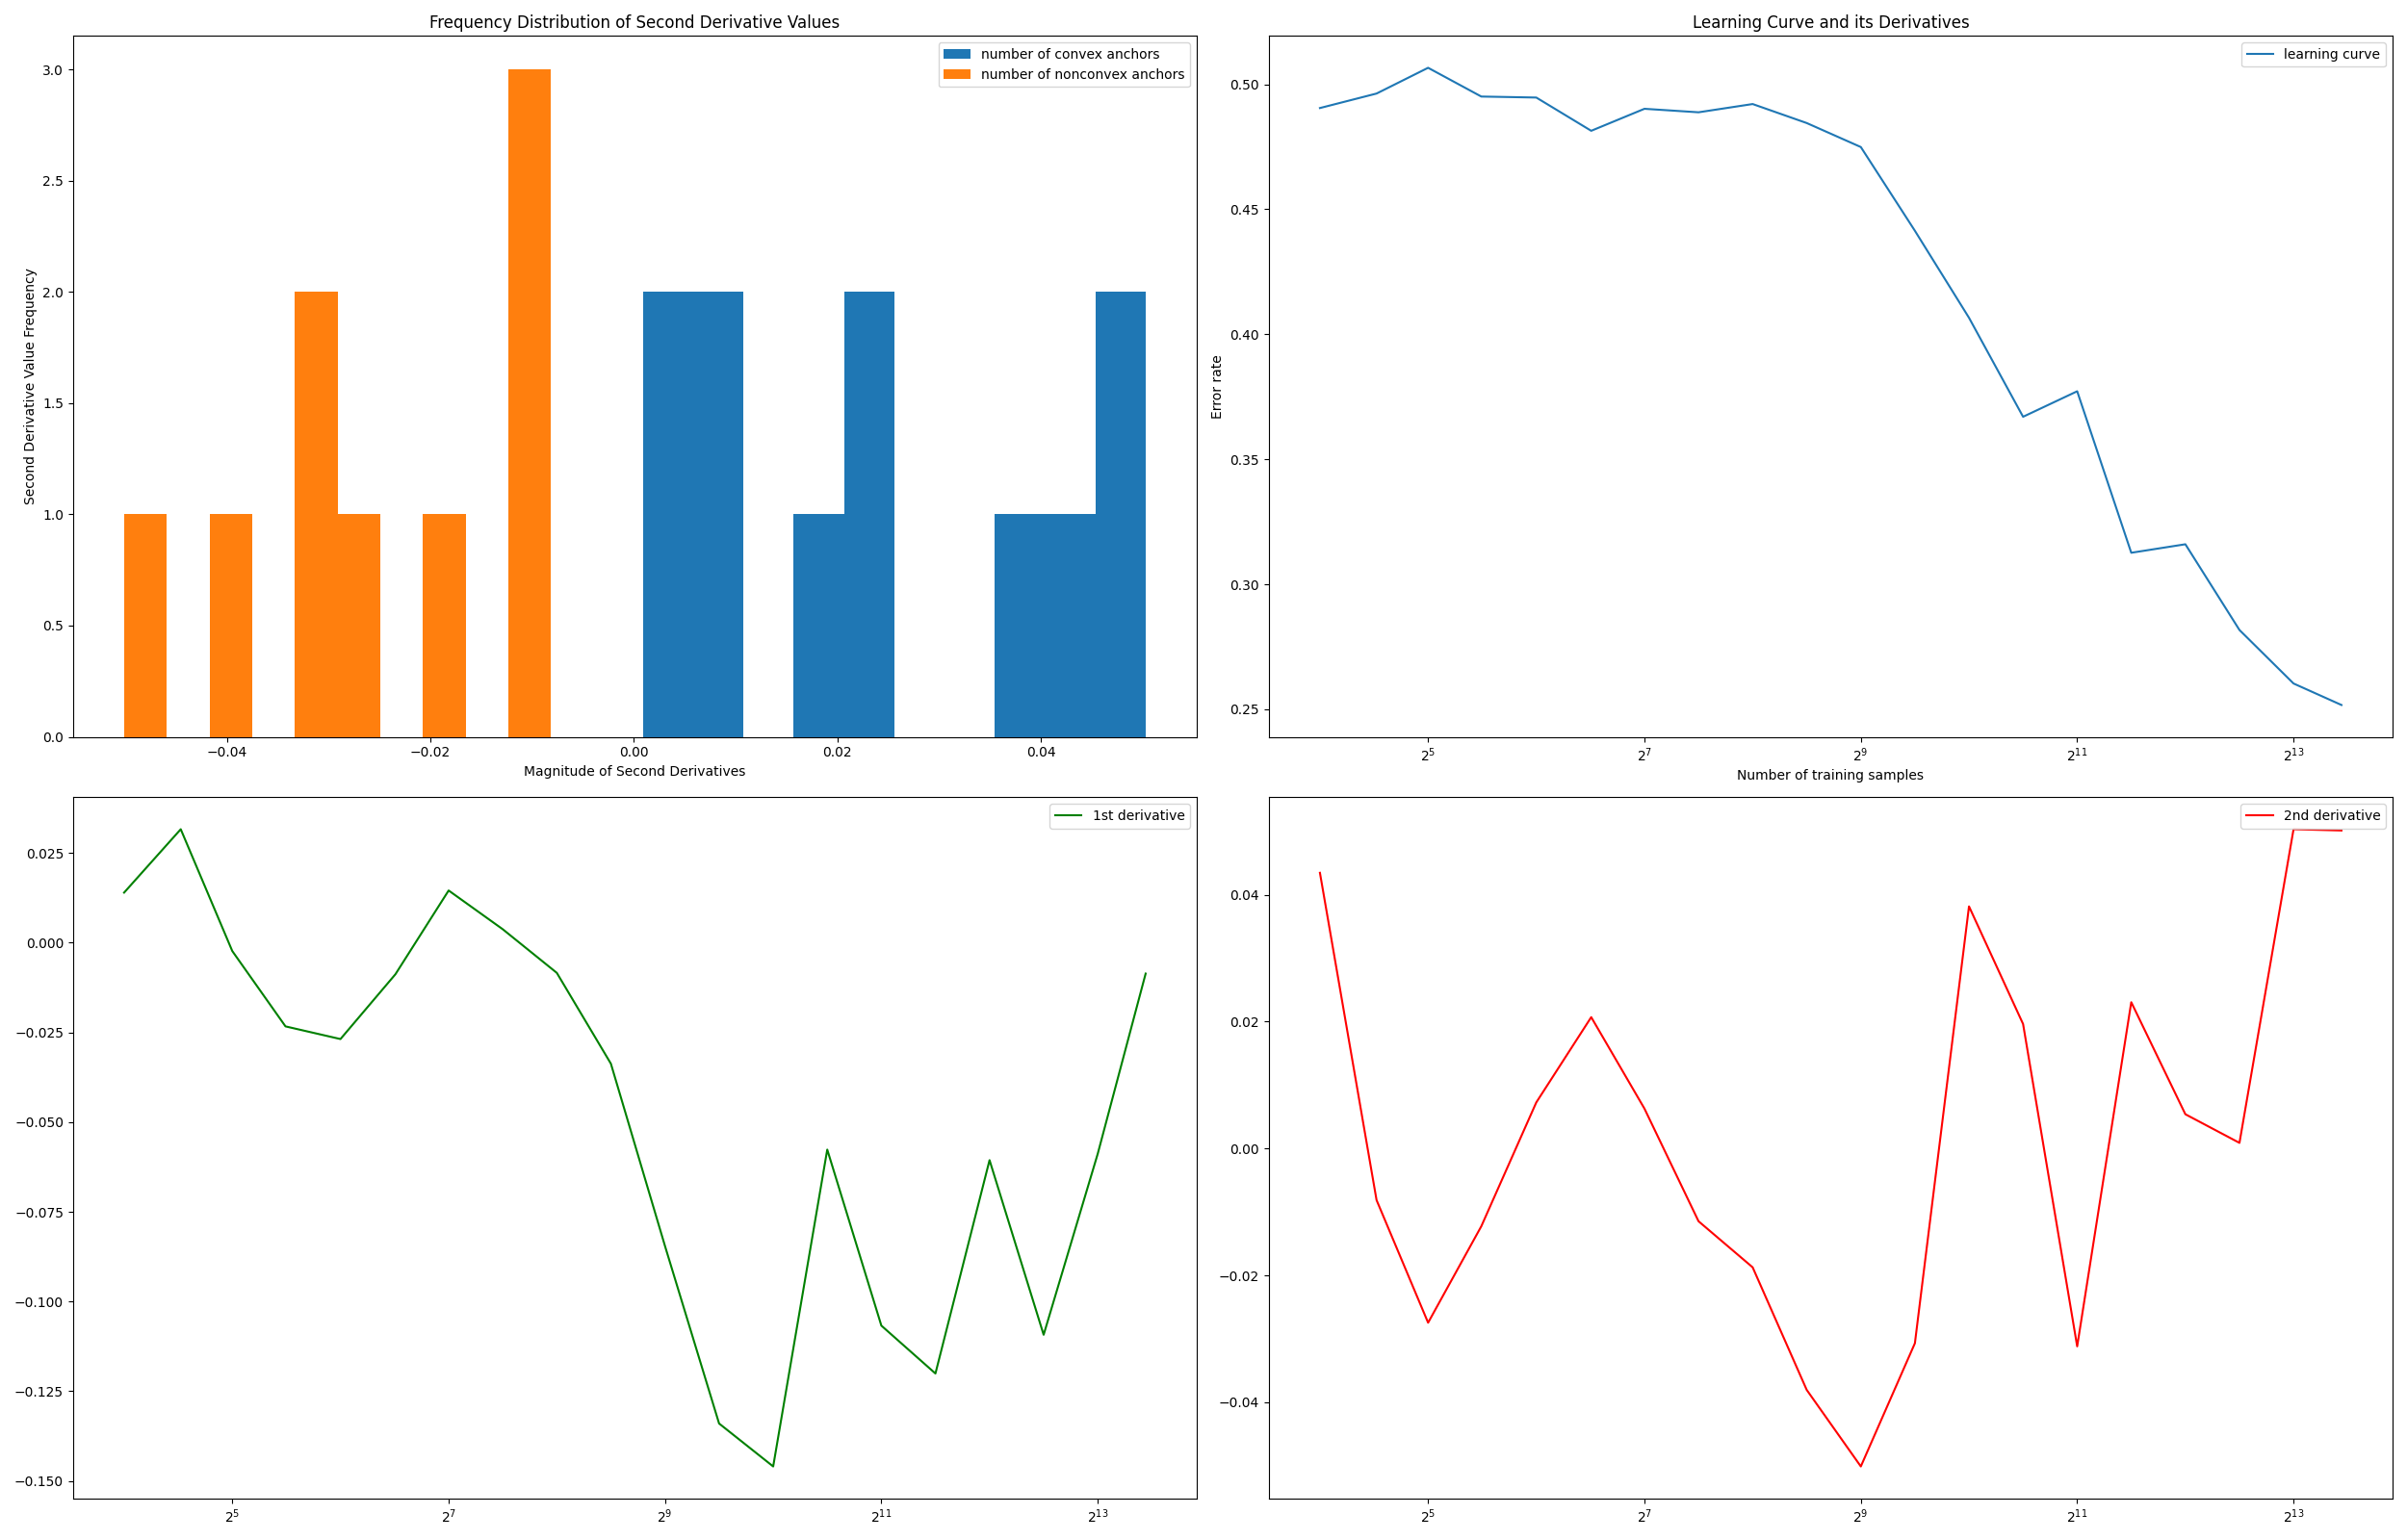 Frequency Distribution of Second Derivative Values
number of convex anchors
number of nonconvex anchors
3.0
2.5
2.0
1.5
1.0
0.5
0.0
Second Derivative Value Frequency
−0.04 −0.02 0.00 0.02 0.04
Magnitude of Second Derivatives
Learning Curve and its Derivatives
learning curve
0.50
0.45
0.40
0.35
0.30
0.25
Error rate
2^5 2^7 2^9 2^11 2^13
Number of training samples
1st derivative
0.025
0.000
−0.025
−0.050
−0.075
−0.100
−0.125
−0.150
2^5 2^7 2^9 2^11 2^13
2nd derivative
0.04
0.02
0.00
−0.02
−0.04
2^5 2^7 2^9 2^11 2^13